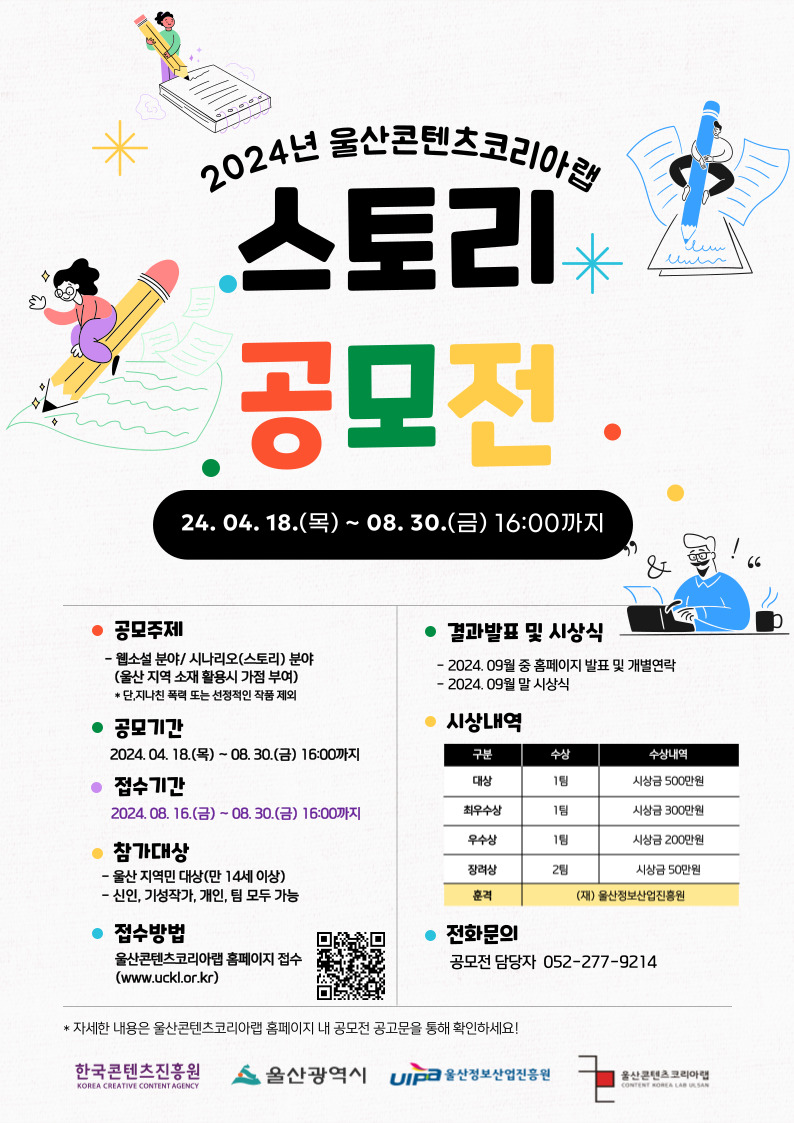 2024년 울산콘텐츠코리아랩
스토리
공모전
24. 04. 18.(목) ~ 08. 30.(금) 16:00까지
공모주제
- 웹소설 분야/ 시나리오(스토리) 분야
(울산 지역 소재 활용시 가점 부여)
* 단,지나친 폭력 또는 선정적인 작품 제외
공모기간
2024. 04. 18.(목) ~ 08. 30.(금) 16:00까지
접수기간
2024. 08. 16.(금) ~ 08. 30.(금) 16:00까지
참가대상
- 울산 지역민 대상(만 14세 이상)
- 신인, 기성작가, 개인, 팀 모두 가능
접수방법
울산콘텐츠코리아랩 홈페이지 접수
(www.uckl.or.kr)
” & ! “
결과발표 및 시상식
- 2024. 09월 중 홈페이지 발표 및 개별연락
- 2024. 09월 말 시상식
시상내역
구분 수상 수상내역
대상 1팀 시상금 500만원
최우수상 1팀 시상금 300만원
우수상 1팀 시상금 200만원
장려상 2팀 시상금 50만원
훈격 (재) 울산정보산업진흥원
전화문의
공모전 담당자 052-277-9214
* 자세한 내용은 울산콘텐츠코리아랩 홈페이지 내 공모전 공고문을 통해 확인하세요!
한국콘텐츠진흥원
KOREA CREATIVE CONTENT AGENCY
울산광역시
UIPA 울산정보산업진흥원
울산콘텐츠코리아랩
CONTENT KOREA LAB ULSAN